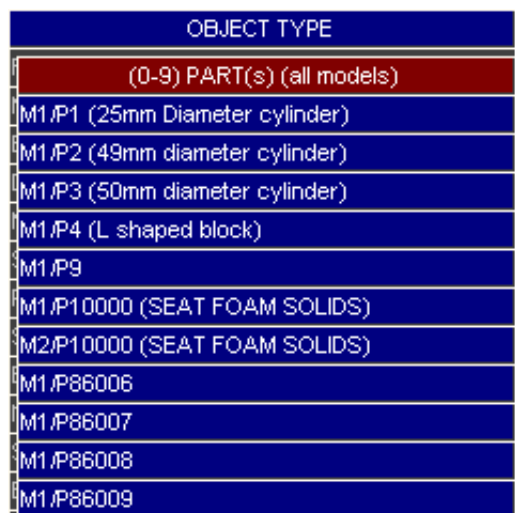 OBJECT TYPE
(0-9) PART(s) (all models)
M1/P1 (25mm Diameter cylinder)
M1/P2 (49mm diameter cylinder)
M1/P3 (50mm diameter cylinder)
M1/P4 (L shaped block)
M1/P9
M1/P10000 (SEAT FOAM SOLIDS)
M2/P10000 (SEAT FOAM SOLIDS)
M1/P86006
M1/P86007
M1/P86008
M1/P86009